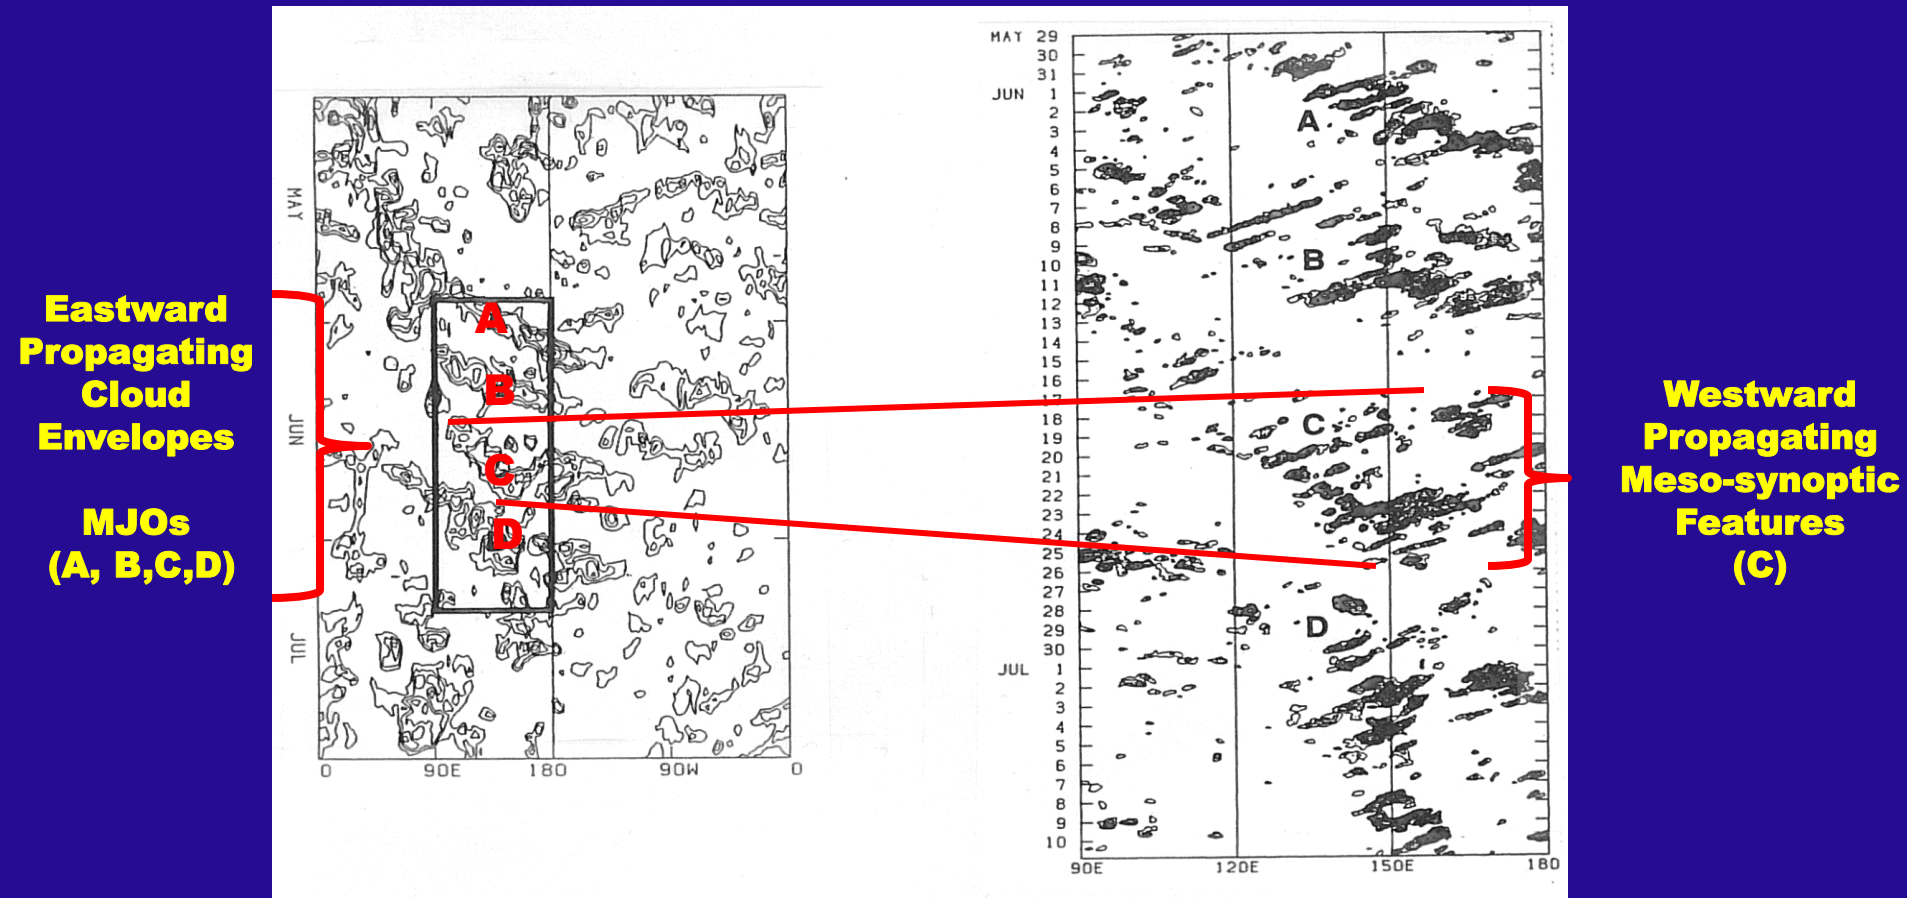 Eastward
Propagating
Cloud
Envelopes
MJOs
(A, B,C,D)
MAY
JUN
JUL
A
B
C
D
0 90E 180 90W 0
MAY 29
30
31
JUN 1
2
3
4
5
6
7
8
9
10
11
12
13
14
15
16
17
18
19
20
21
22
23
24
25
26
27
28
29
30
JUL 1
2
3
4
5
6
7
8
9
10
A
B
C
D
90E 120E 150E 180
Westward
Propagating
Meso-synoptic
Features
(C)